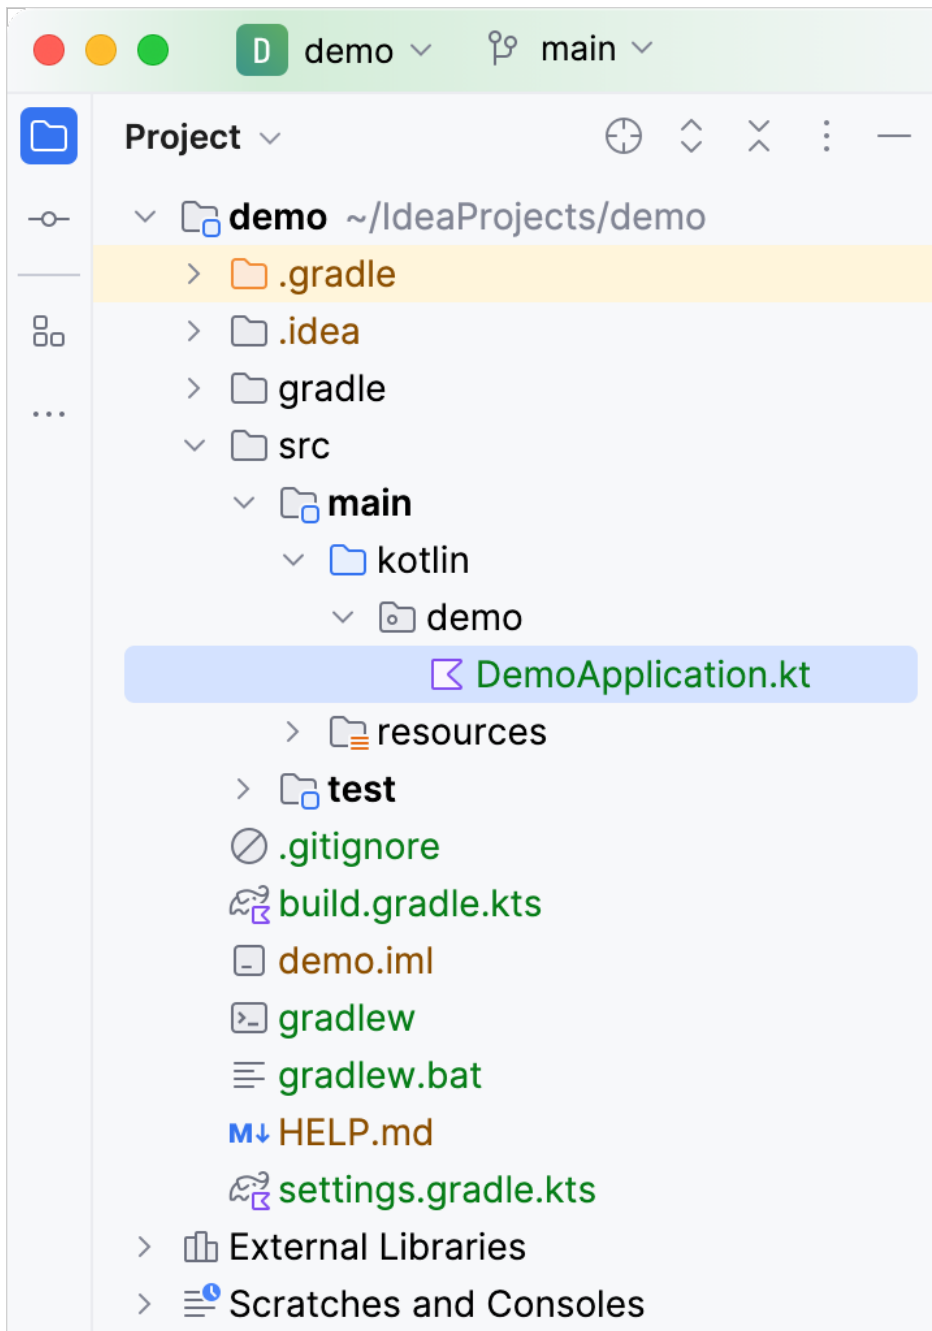 D demo main
Project
demo ~/IdeaProjects/demo
.gradle
.idea
gradle
src
main
kotlin
demo
DemoApplication.kt
resources
test
.gitignore
build.gradle.kts
demo.iml
gradlew
gradlew.bat
M↓ HELP.md
settings.gradle.kts
External Libraries
Scratches and Consoles